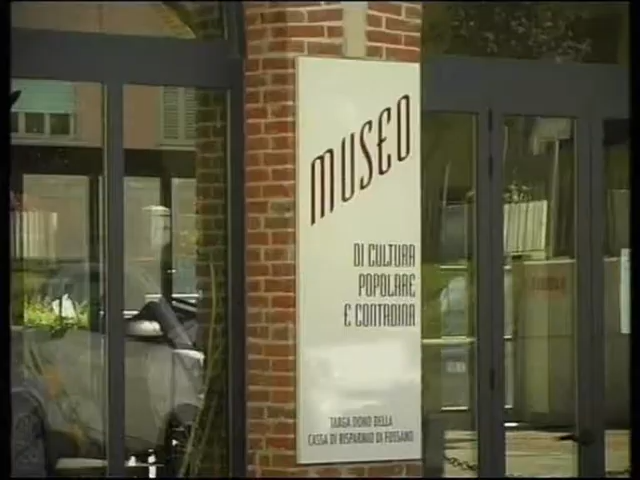 MUSEO
DI CULTURA
POPOLARE
E CONTADINA
TARGA DONO DELLA
CASSA DI RISPARMIO DI FOSSANO